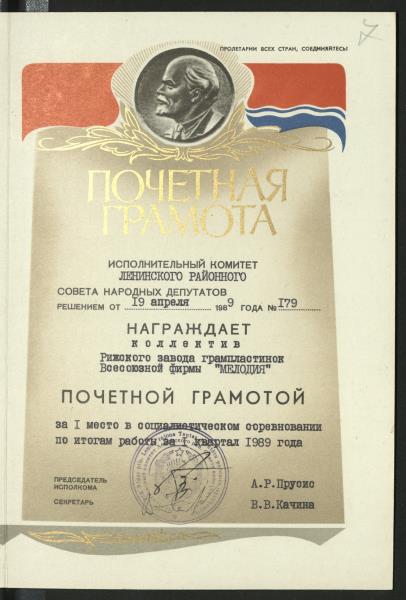 ПРОЛЕТАРИИ ВСЕХ СТРАН, СОЕДИНЯЙТЕСЬ!
ПОЧЕТНАЯ
ГРАМОТА
ИСПОЛНИТЕЛЬНЫЙ КОМИТЕТ
ЛЕНИНСКОГО РАЙОННОГО
СОВЕТА НАРОДНЫХ ДЕПУТАТОВ
РЕШЕНИЕМ ОТ 19 апреля 1989 ГОДА № 179
НАГРАЖДАЕТ
коллектив
Рижского завода грампластинок
Всесоюзной фирмы "МЕЛОДИЯ"
ПОЧЕТНОЙ ГРАМОТОЙ
за I место в социалистическом соревновании
по итогам работы за I квартал 1989 года
ПРЕДСЕДАТЕЛЬ
ИСПОЛКОМА
А.Р.Прусис
СЕКРЕТАРЬ
В.В.Качина